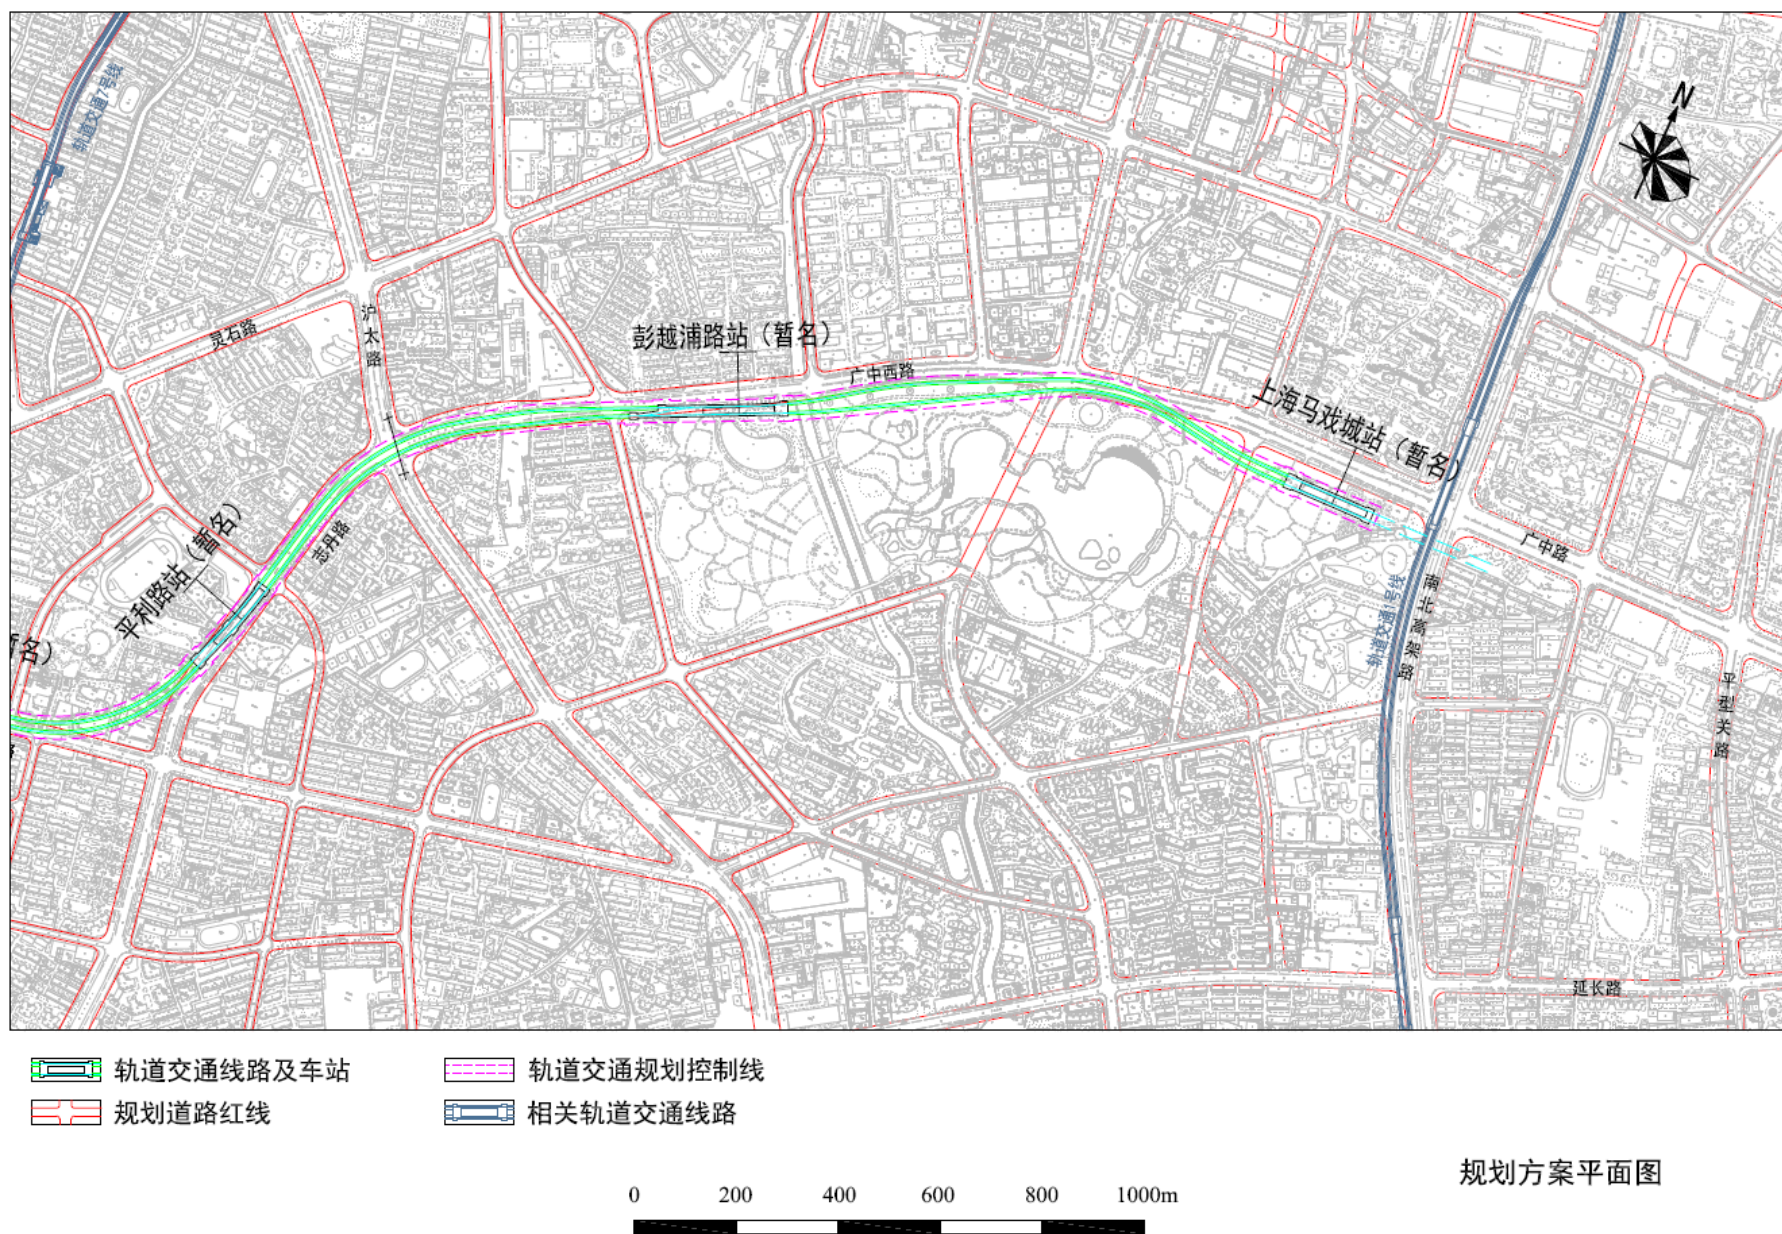 轨道交通7号线
N
沪太路
灵石路
彭越浦路站（暂名）
广中西路
上海马戏城站（暂名）
平利路站（暂名）
志丹路
广中路
轨道交通1号线
南北高架路
暂名）
平型关路
路
延长路
轨道交通线路及车站
轨道交通规划控制线
规划道路红线
相关轨道交通线路
规划方案平面图
0 200 400 600 800 1000m